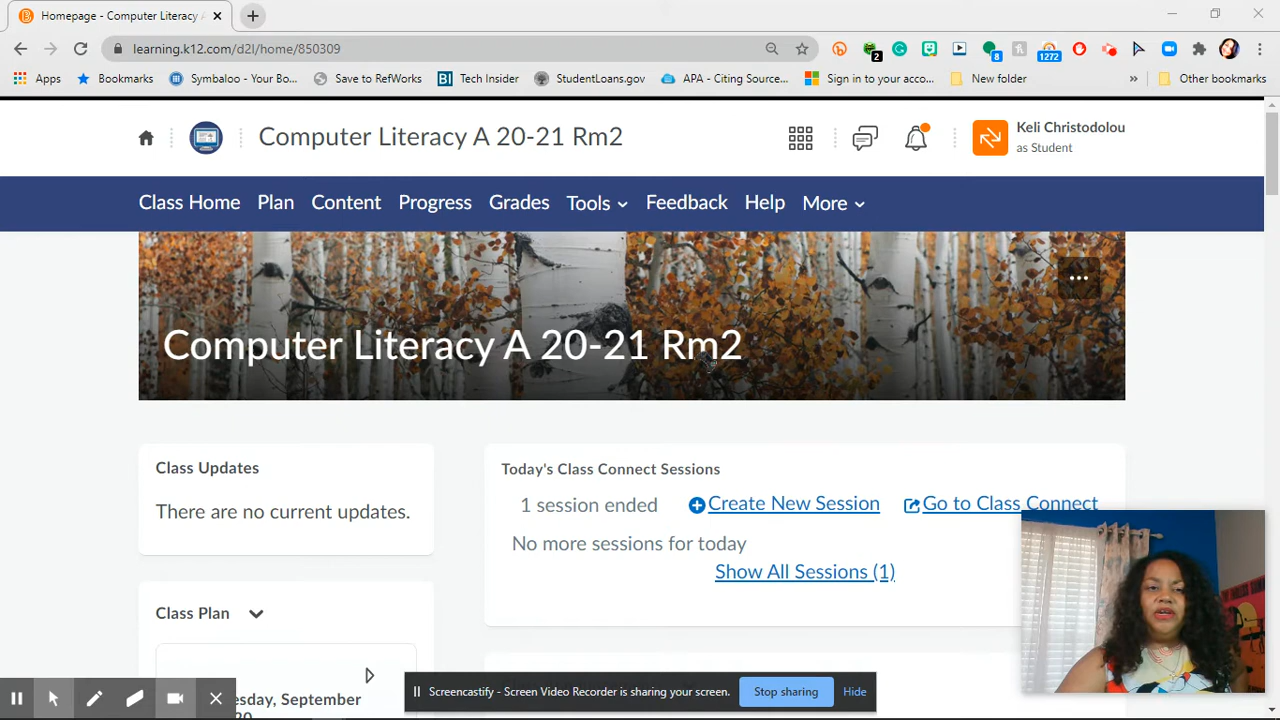 Homepage - Computer Literacy A
learning.k12.com/d2l/home/850309
2
8
1272
Apps
Bookmarks
Symbaloo - Your Bo...
Save to RefWorks
BI
Tech Insider
StudentLoans.gov
APA - Citing Source...
Sign in to your acco...
New folder
»
Other bookmarks
Computer Literacy A 20-21 Rm2
Keli Christodolou
as Student
Class Home
Plan
Content
Progress
Grades
Tools
Feedback
Help
More
Computer Literacy A 20-21 Rm2
Class Updates
There are no current updates.
Today's Class Connect Sessions
1 session ended
Create New Session
Go to Class Connect
No more sessions for today
Show All Sessions (1)
Class Plan
esday, September
Screencastify - Screen Video Recorder is sharing your screen.
Stop sharing
Hide